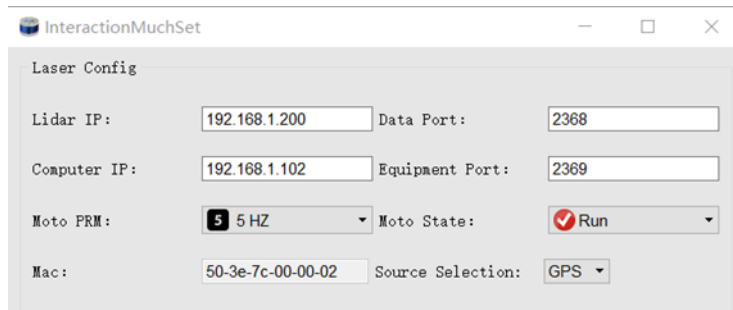 InteractionMuchSet
Laser Config
Lidar IP: 192.168.1.200 Data Port: 2368
Computer IP: 192.168.1.102 Equipment Port: 2369
Moto PRM: 5 5 HZ Moto State: Run
Mac: 50-3e-7c-00-00-02 Source Selection: GPS